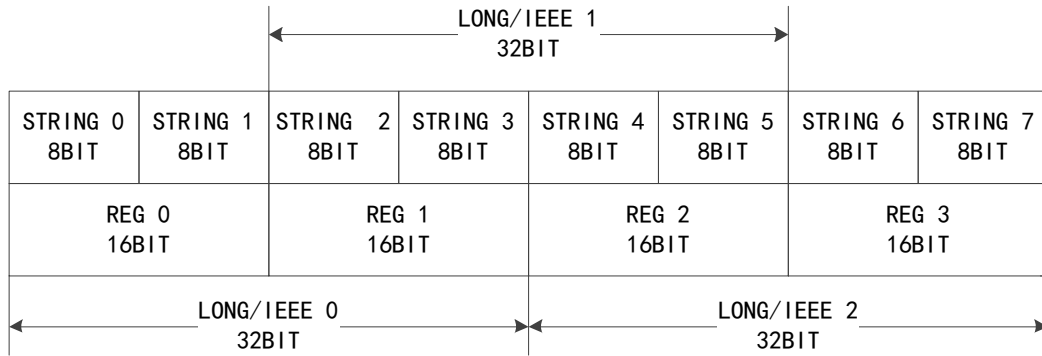 LONG/IEEE 1
32BIT
STRING 0 STRING 1 STRING 2 STRING 3 STRING 4 STRING 5 STRING 6 STRING 7
8BIT 8BIT 8BIT 8BIT 8BIT 8BIT 8BIT 8BIT
REG 0 REG 1 REG 2 REG 3
16BIT 16BIT 16BIT 16BIT
LONG/IEEE 0 LONG/IEEE 2
32BIT 32BIT